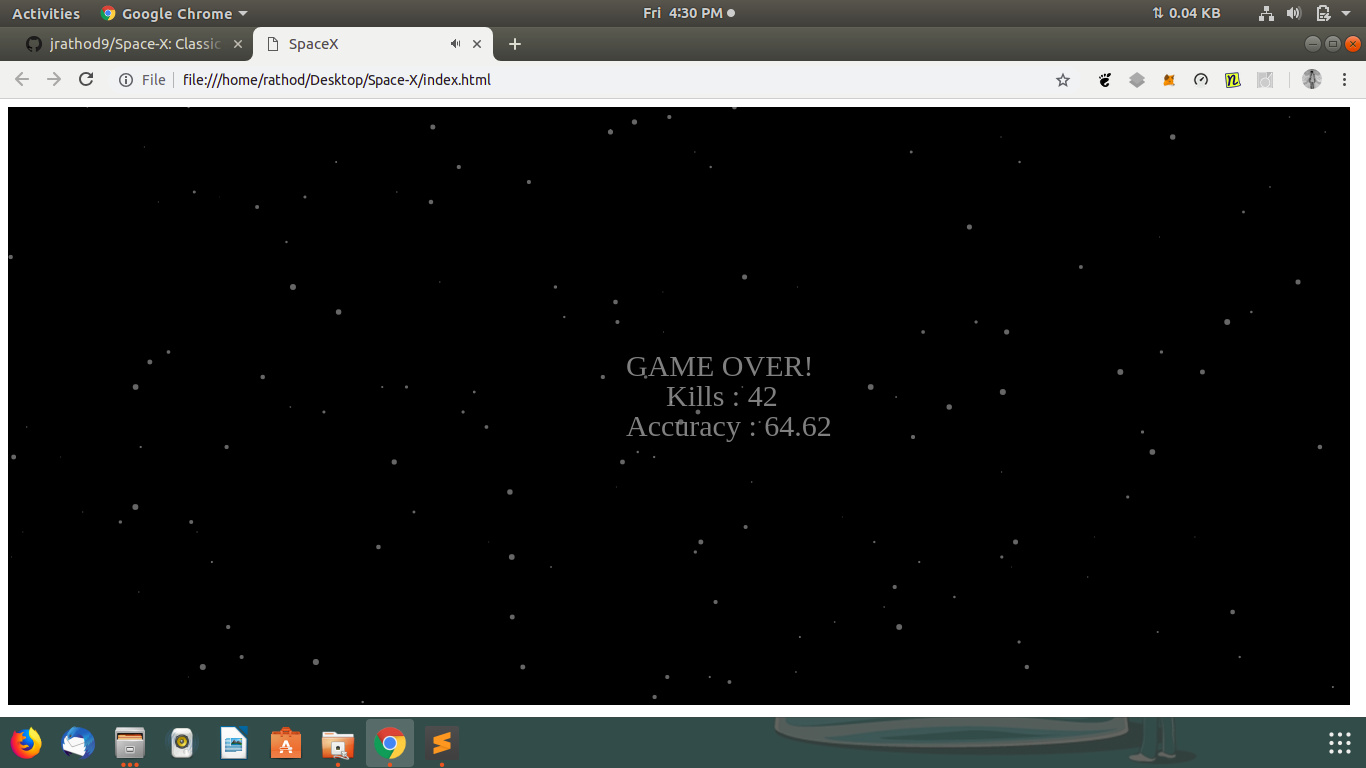 Activities Google Chrome Fri 4:30 PM 0.04 KB
jrathod9/Space-X: Classic SpaceX
File file:///home/rathod/Desktop/Space-X/index.html
GAME OVER!
Kills : 42
Accuracy : 64.62